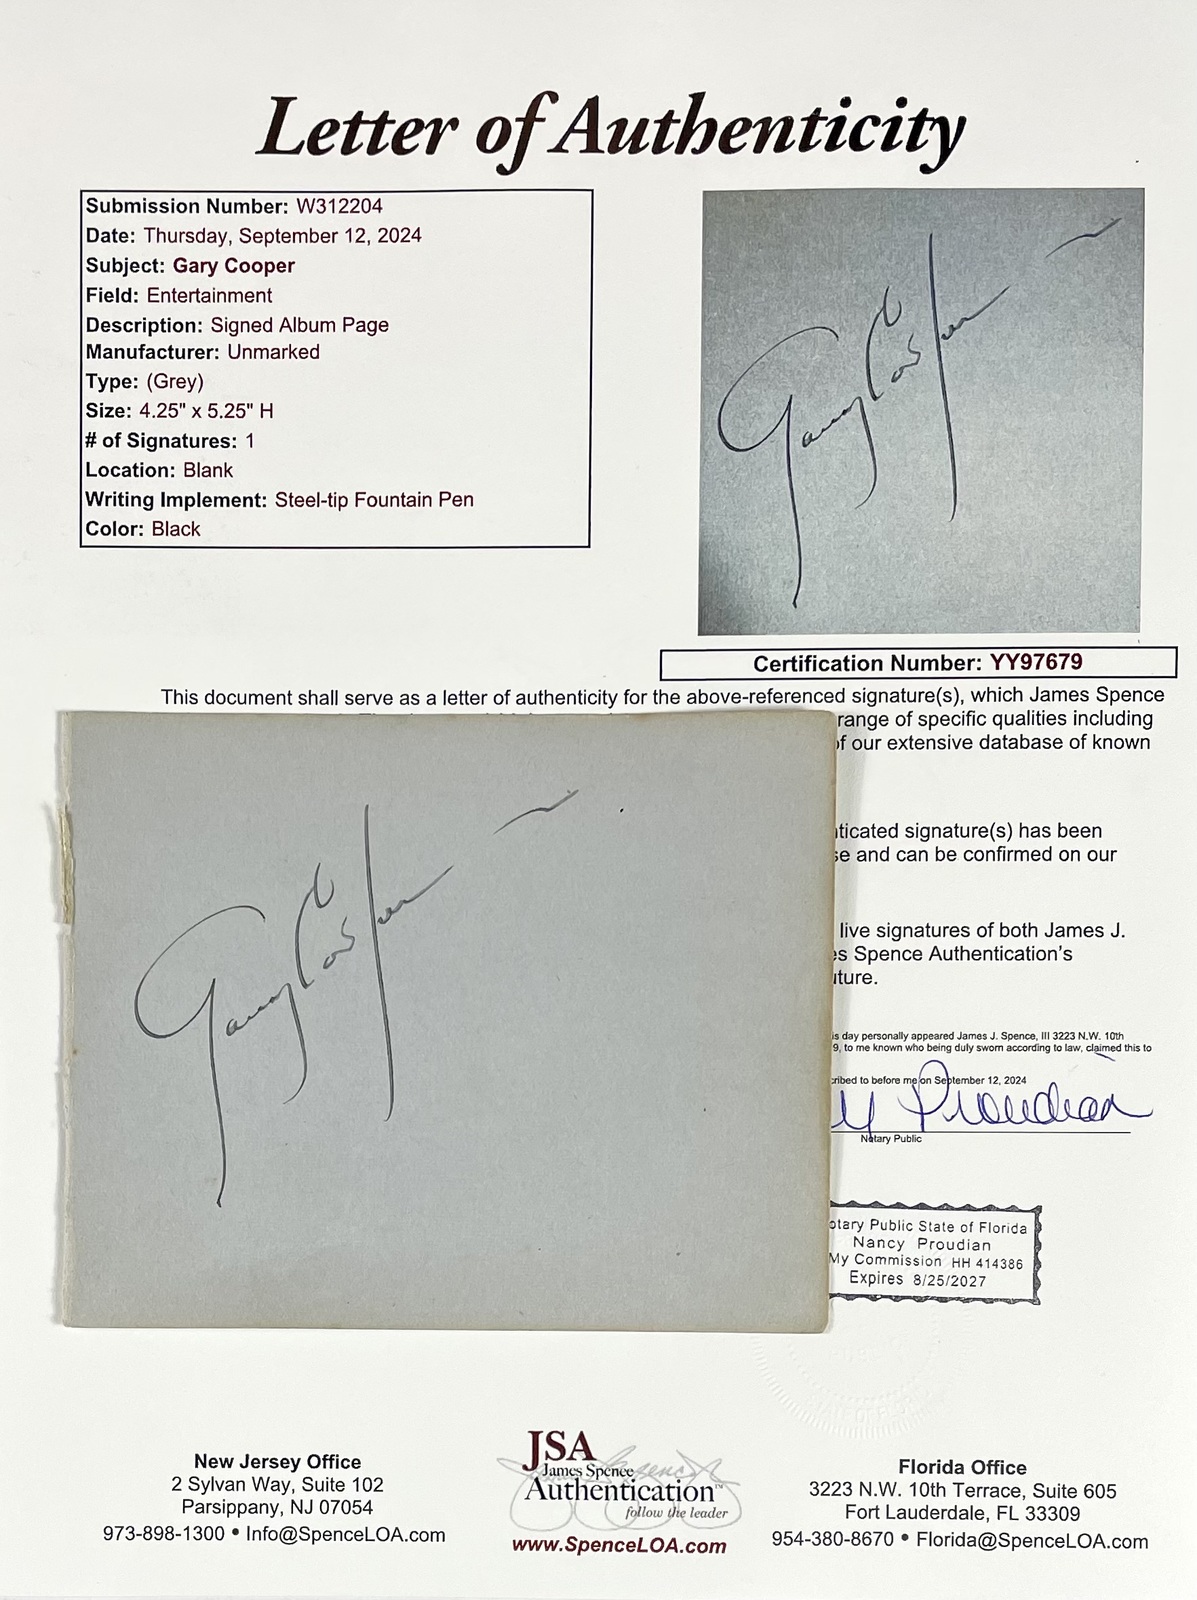 Letter of Authenticity
Submission Number: W312204
Date: Thursday, September 12, 2024
Subject: Gary Cooper
Field: Entertainment
Description: Signed Album Page
Manufacturer: Unmarked
Type: (Grey)
Size: 4.25" x 5.25" H
# of Signatures: 1
Location: Blank
Writing Implement: Steel-tip Fountain Pen
Color: Black
Gary Cooper
Certification Number: YY97679
This document shall serve as a letter of authenticity for the above-referenced signature(s), which James Spence
range of specific qualities including
of our extensive database of known
Gary Cooper
signature(s) has been
and can be confirmed on our
live signatures of both James J.
Spence Authentication's
is day personally appeared James J. Spence, III 3223 N.W. 10th
9, to me known who being duly sworn according to law, claimed this to
to before me on September 12, 2024
Proudian
Notary Public
otary Public State of Florida
Nancy Proudian
My Commission HH 414386
Expires 8/25/2027
New Jersey Office
2 Sylvan Way, Suite 102
Parsippany, NJ 07054
973-898-1300 • Info@SpenceLOA.com
JSA
James Spence
Authentication™
follow the leader
www.SpenceLOA.com
Florida Office
3223 N.W. 10th Terrace, Suite 605
Fort Lauderdale, FL 33309
954-380-8670 • Florida@SpenceLOA.com